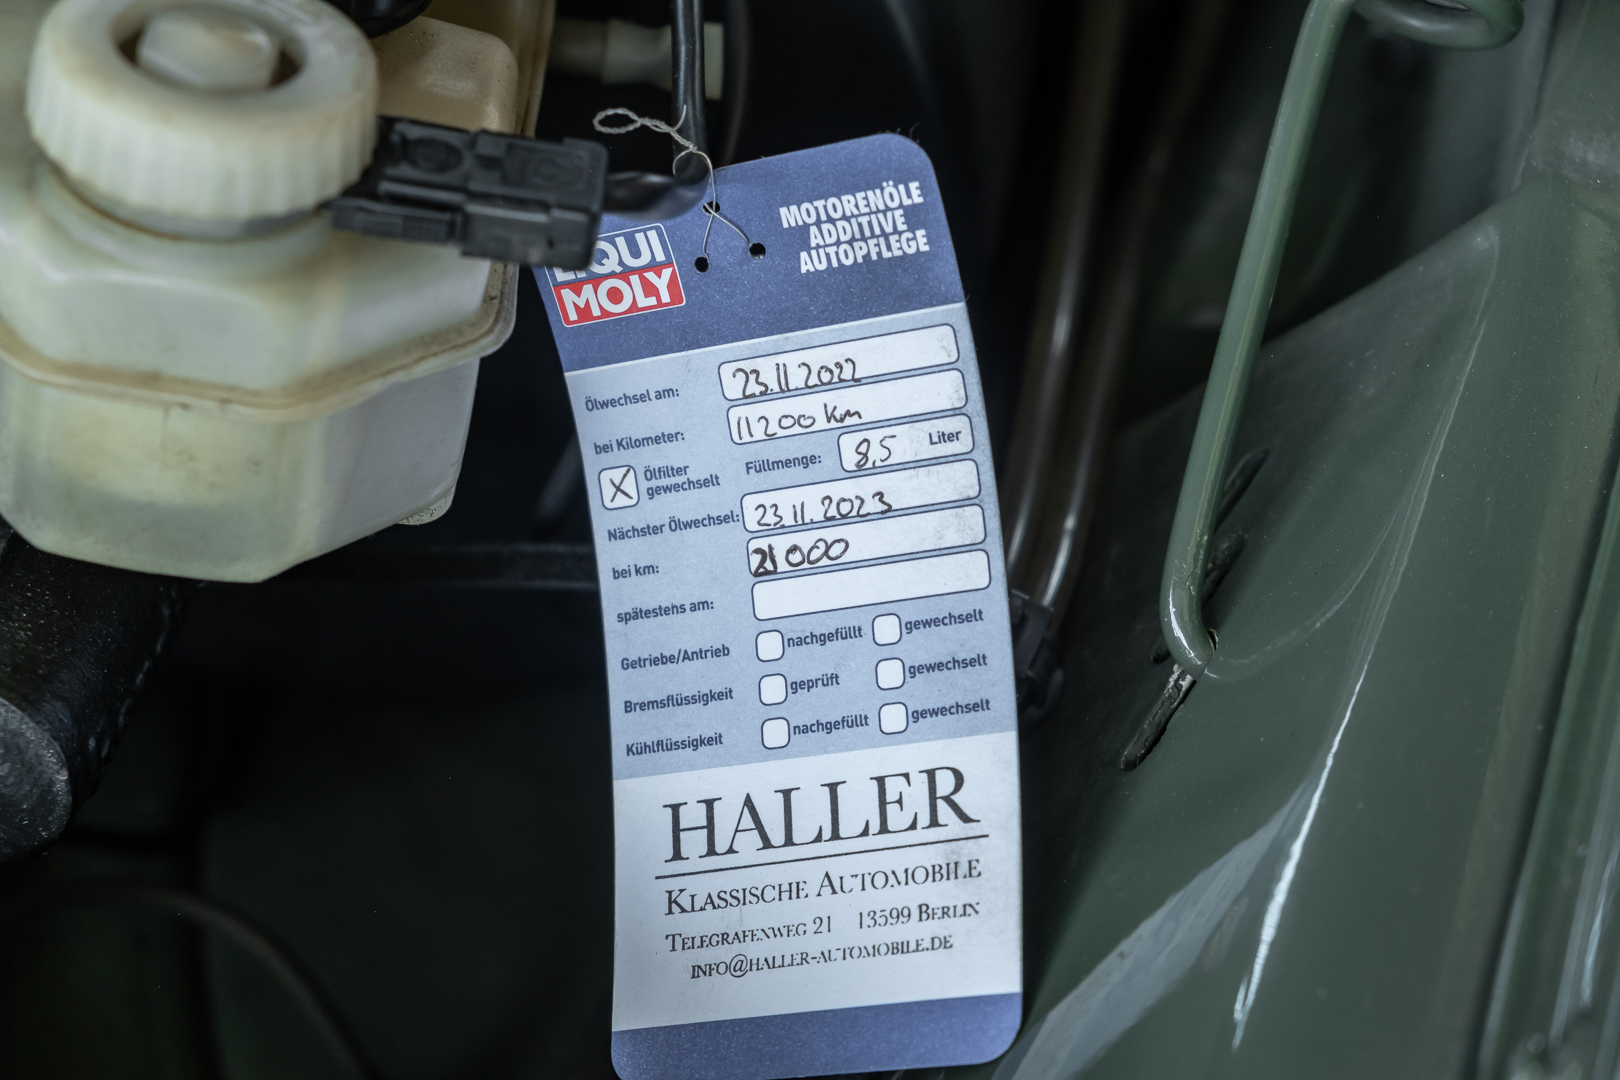 LIQUI
MOLY
MOTORENÖLE
ADDITIVE
AUTOPFLEGE
Ölwechsel am: 23.11.2022
bei Kilometer: 11200 km
X Ölfilter gewechselt Füllmenge: 8,5 Liter
Nächster Ölwechsel: 23.11.2023
bei km: 21000
spätestens am:
Getriebe/Antrieb nachgefüllt gewechselt
Bremsflüssigkeit geprüft gewechselt
Kühlflüssigkeit nachgefüllt gewechselt
HALLER
KLASSISCHE AUTOMOBILE
TELEGRAFENWEG 21 13599 BERLIN
INFO@HALLER-AUTOMOBILE.DE